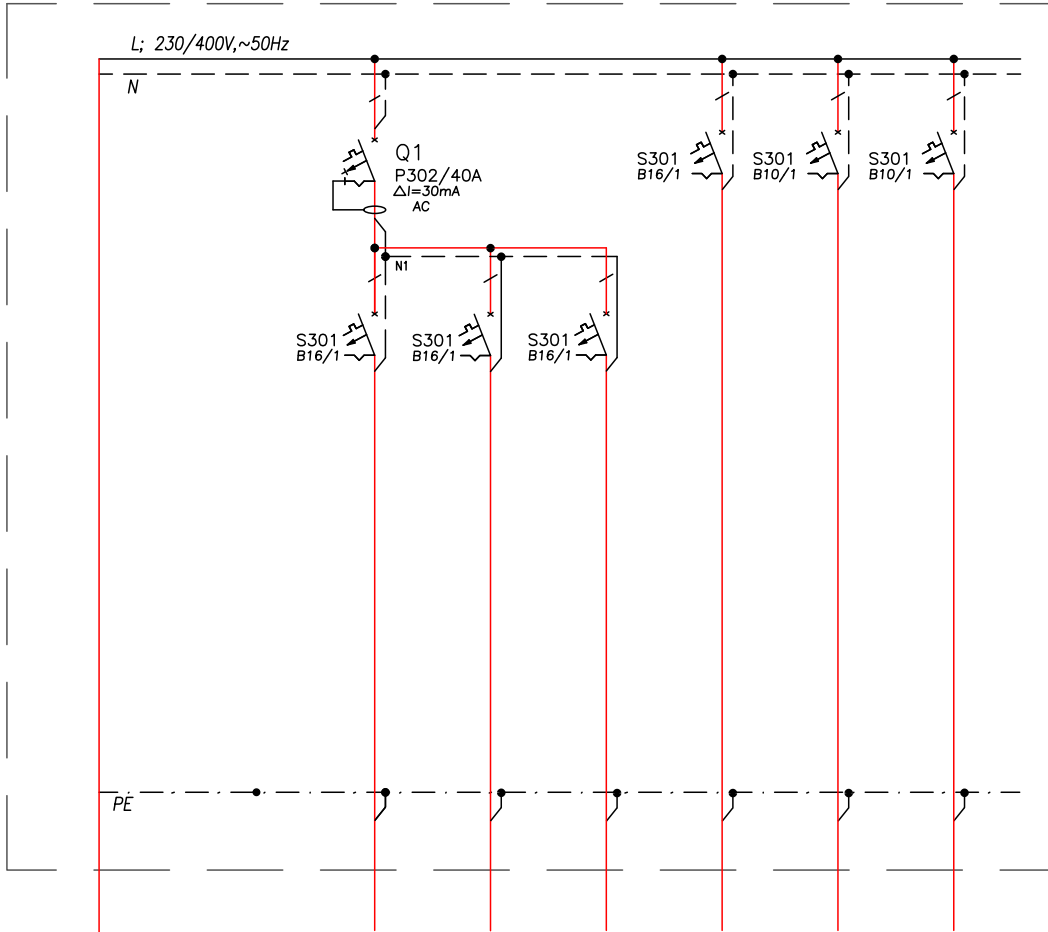 L; 230/400V,~50Hz
N
Q1
P302/40A
△I=30mA
AC
S301
B16/1
S301
B10/1
S301
B10/1
N1
S301
B16/1
S301
B16/1
S301
B16/1
PE